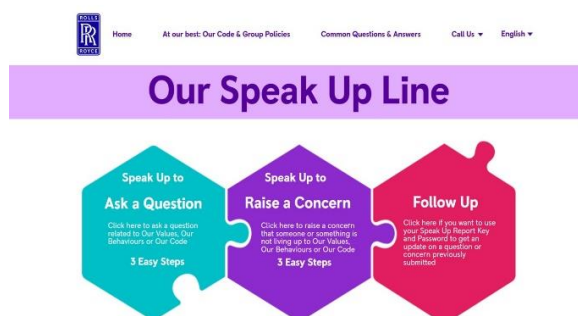 ROLLS
RR
ROYCE
Home
At our best: Our Code & Group Policies
Common Questions & Answers
Call Us
English
Our Speak Up Line
Speak Up to
Ask a Question
Click here to ask a question
related to Our Values, Our
Behaviours or Our Code
3 Easy Steps
Speak Up to
Raise a Concern
Click here to raise a concern
that someone or something is
not living up to Our Values,
Our Behaviours or Our Code
3 Easy Steps
Follow Up
Click here if you want to use
your Speak Up Report Key
and Password to get an
update on a question or
concern previously
submitted